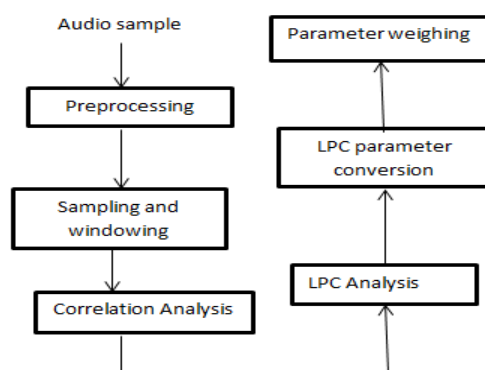 Audio sample
Preprocessing
Sampling and
windowing
Correlation Analysis
LPC Analysis
LPC parameter
conversion
Parameter weighing